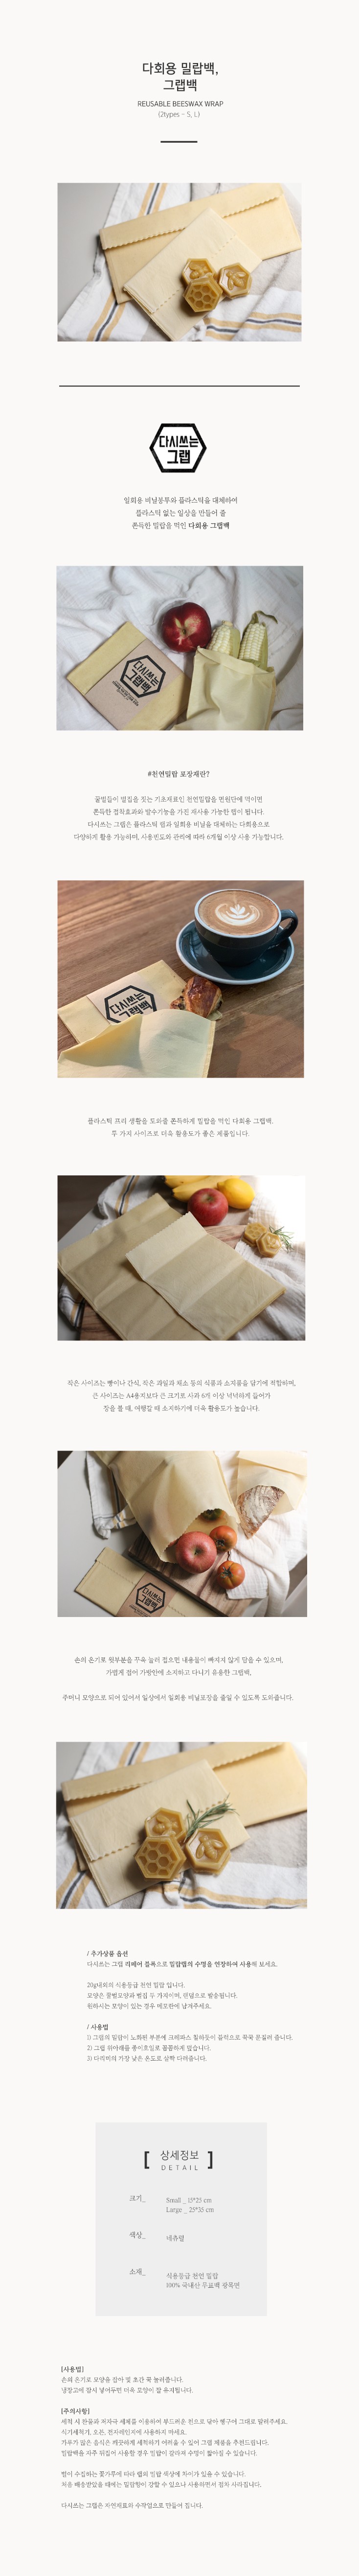 다회용 밀랍백,
그랩백
REUSABLE BEESWAX WRAP
(2types - S, L)
다시쓰는
그랩
일회용 비닐봉투와 플라스틱을 대체하여
플라스틱 없는 일상을 만들어 줄
쫀득한 밀랍을 먹인 다회용 그랩백
다시쓰는
그랩백
#천연밀랍 포장재란?
꿀벌들이 벌집을 짓는 기초재료인 천연밀랍을 면원단에 먹이면
쫀득한 접착효과와 방수기능을 가진 재사용 가능한 랩이 됩니다.
다시쓰는 그랩은 플라스틱 랩과 일회용 비닐을 대체하는 다회용으로
다양하게 활용 가능하며, 사용빈도와 관리에 따라 6개월 이상 사용 가능합니다.
다시쓰는
그랩백
플라스틱 프리 생활을 도와줄 쫀득하게 밀랍을 먹인 다회용 그랩백.
두 가지 사이즈로 더욱 활용도가 좋은 제품입니다.
작은 사이즈는 빵이나 간식, 작은 과일과 채소 등의 식품과 소지품을 담기에 적합하며,
큰 사이즈는 A4용지보다 큰 크기로 사과 6개 이상 넉넉하게 들어가
장을 볼 때, 여행갈 때 소지하기에 더욱 활용도가 높습니다.
다시쓰는
그랩백
손의 온기로 윗부분을 꾸욱 눌러 접으면 내용물이 빠지지 않게 담을 수 있으며,
가볍게 접어 가방안에 소지하고 다니기 유용한 그랩백,
주머니 모양으로 되어 있어서 일상에서 일회용 비닐포장을 줄일 수 있도록 도와줍니다.
/ 추가상품 옵션
다시쓰는 그랩 리페어 블록으로 밀랍랩의 수명을 연장하여 사용해 보세요.
20g내외의 식용등급 천연 밀랍 입니다.
모양은 꿀벌모양과 벌집 두 가지이며, 랜덤으로 발송됩니다.
원하시는 모양이 있는 경우 메모란에 남겨주세요.
/ 사용법
1) 그랩의 밀랍이 노화된 부분에 크레파스 칠하듯이 블럭으로 쓱쓱 문질러 줍니다.
2) 그랩 위아래를 종이호일로 꼼꼼하게 덮습니다.
3) 다리미의 가장 낮은 온도로 살짝 다려줍니다.
[ 상세정보 ]
DETAIL
크기_ Small _ 15*25 cm
Large _ 25*35 cm
색상_ 네츄럴
소재_ 식용등급 천연 밀랍
100% 국내산 무표백 광목면
[사용법]
손의 온기로 모양을 잡아 몇 초간 꾹 눌러줍니다.
냉장고에 잠시 넣어두면 더욱 모양이 잘 유지됩니다.
[주의사항]
세척 시 찬물과 저자극 세제를 이용하여 부드러운 천으로 닦아 헹구어 그대로 말려주세요.
식기세척기, 오븐, 전자레인지에 사용하지 마세요.
가루가 많은 음식은 깨끗하게 세척하기 어려울 수 있어 그랩 제품을 추천드립니다.
밀랍백을 자주 뒤집어 사용할 경우 밀랍이 갈라져 수명이 짧아질 수 있습니다.
벌이 수집하는 꽃가루에 따라 랩의 밀랍 색상에 차이가 있을 수 있습니다.
처음 배송받았을 때에는 밀랍향이 강할 수 있으나 사용하면서 점차 사라집니다.
다시쓰는 그랩은 자연재료와 수작업으로 만들어 집니다.